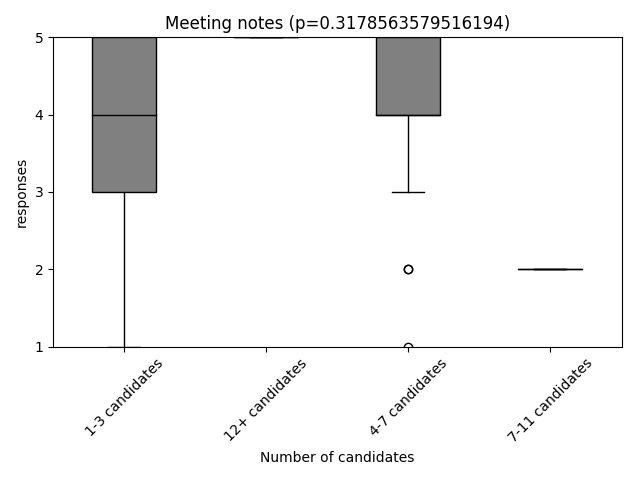 Meeting notes (p=0.3178563579516194)
5
4
3
2
1
responses
1-3 candidates
12+ candidates
4-7 candidates
7-11 candidates
Number of candidates